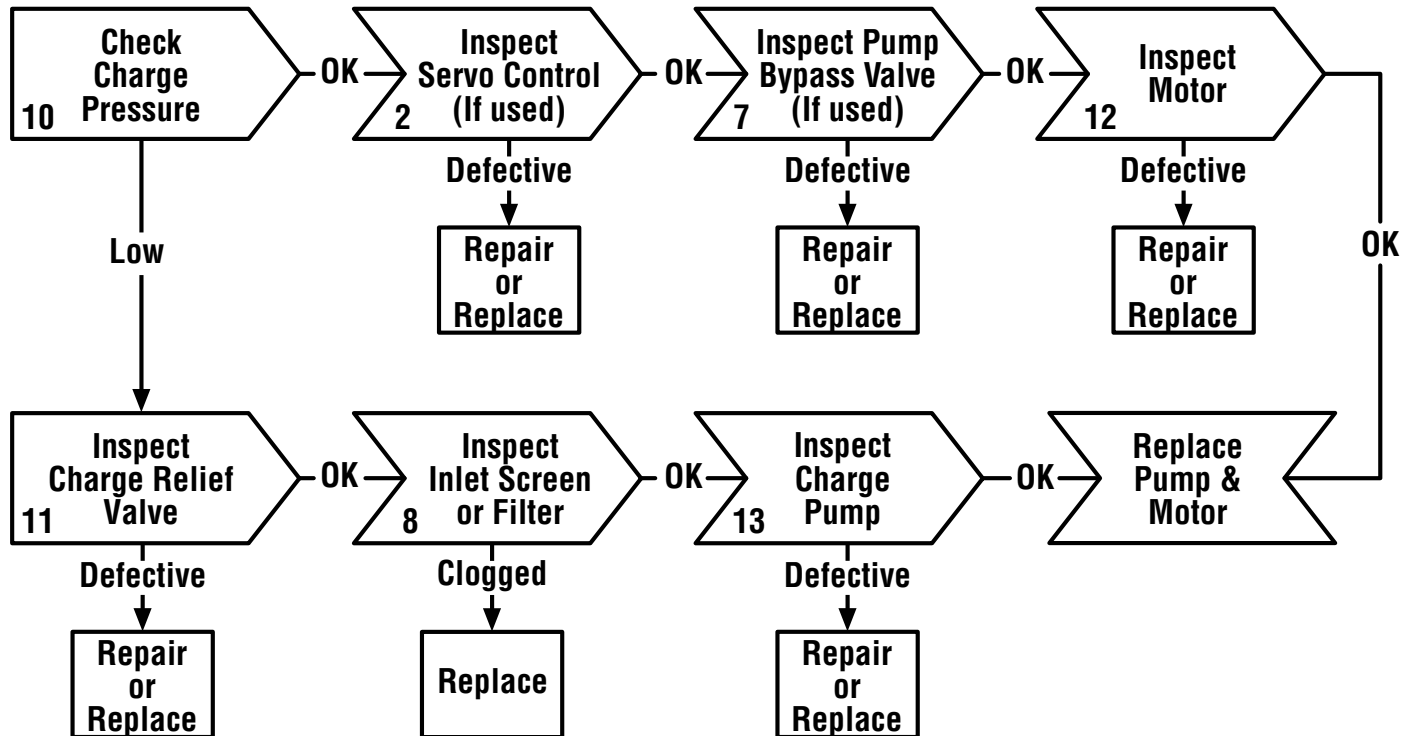 Check
Charge
Pressure
10
OK
Inspect
Servo Control
(If used)
2
OK
Inspect Pump
Bypass Valve
(If used)
7
OK
Inspect
Motor
12
Defective
Defective
Defective
Low
Repair
or
Replace
Repair
or
Replace
Repair
or
Replace
OK
Inspect
Charge Relief
Valve
11
OK
Inspect
Inlet Screen
or Filter
8
OK
Inspect
Charge
Pump
13
OK
Replace
Pump &
Motor
Defective
Clogged
Defective
Repair
or
Replace
Replace
Repair
or
Replace